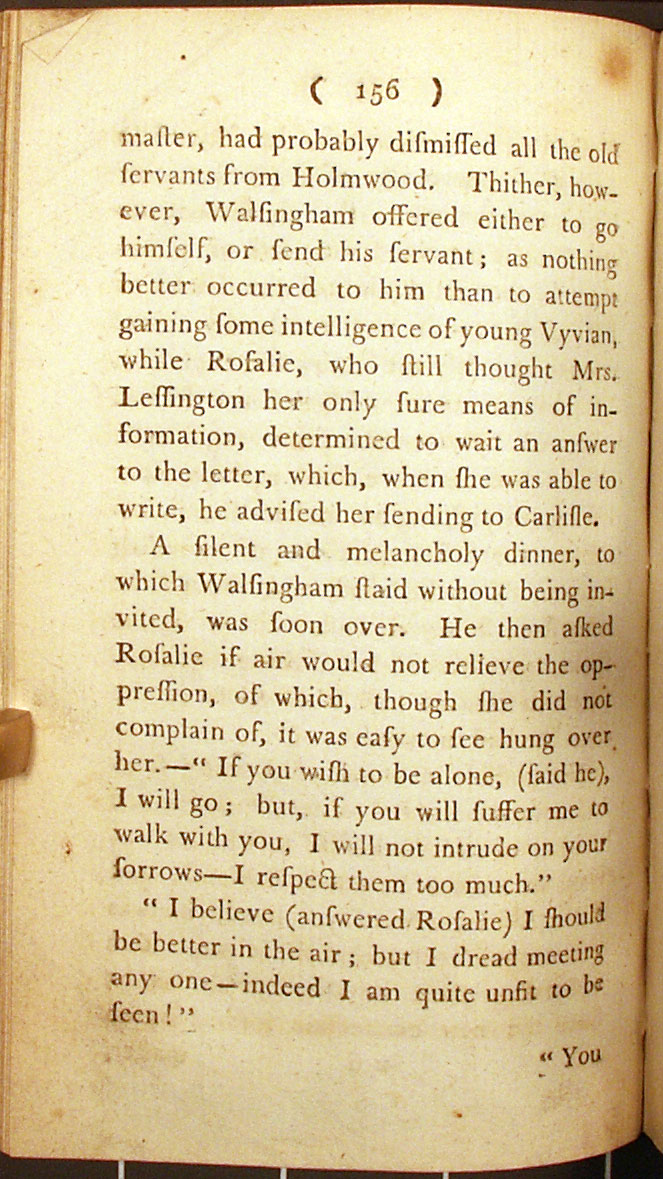 ( 156 )
maſter, had probably diſmiſſed all the old
ſervants from Holmwood. Thither, how-
ever, Walſingham offered either to go
himſelf, or ſend his ſervant; as nothing
better occurred to him than to attempt
gaining ſome intelligence of young Vyvian,
while Roſalie, who ſtill thought Mrs.
Leſſington her only ſure means of in-
formation, determined to wait an anſwer
to the letter, which, when ſhe was able to
write, he adviſed her ſending to Carliſle.
A ſilent and melancholy dinner, to
which Walſingham ſtaid without being in-
vited, was ſoon over. He then aſked
Roſalie if air would not relieve the op-
preſſion, of which, though ſhe did not
complain of, it was eaſy to ſee hung over
her.—“ If you wiſh to be alone, (ſaid he),
I will go; but, if you will ſuffer me to
walk with you, I will not intrude on your
ſorrows—I reſpect them too much.”
“ I believe (anſwered Roſalie) I ſhould
be better in the air; but I dread meeting
any one—indeed I am quite unfit to be
ſeen!”
“ You